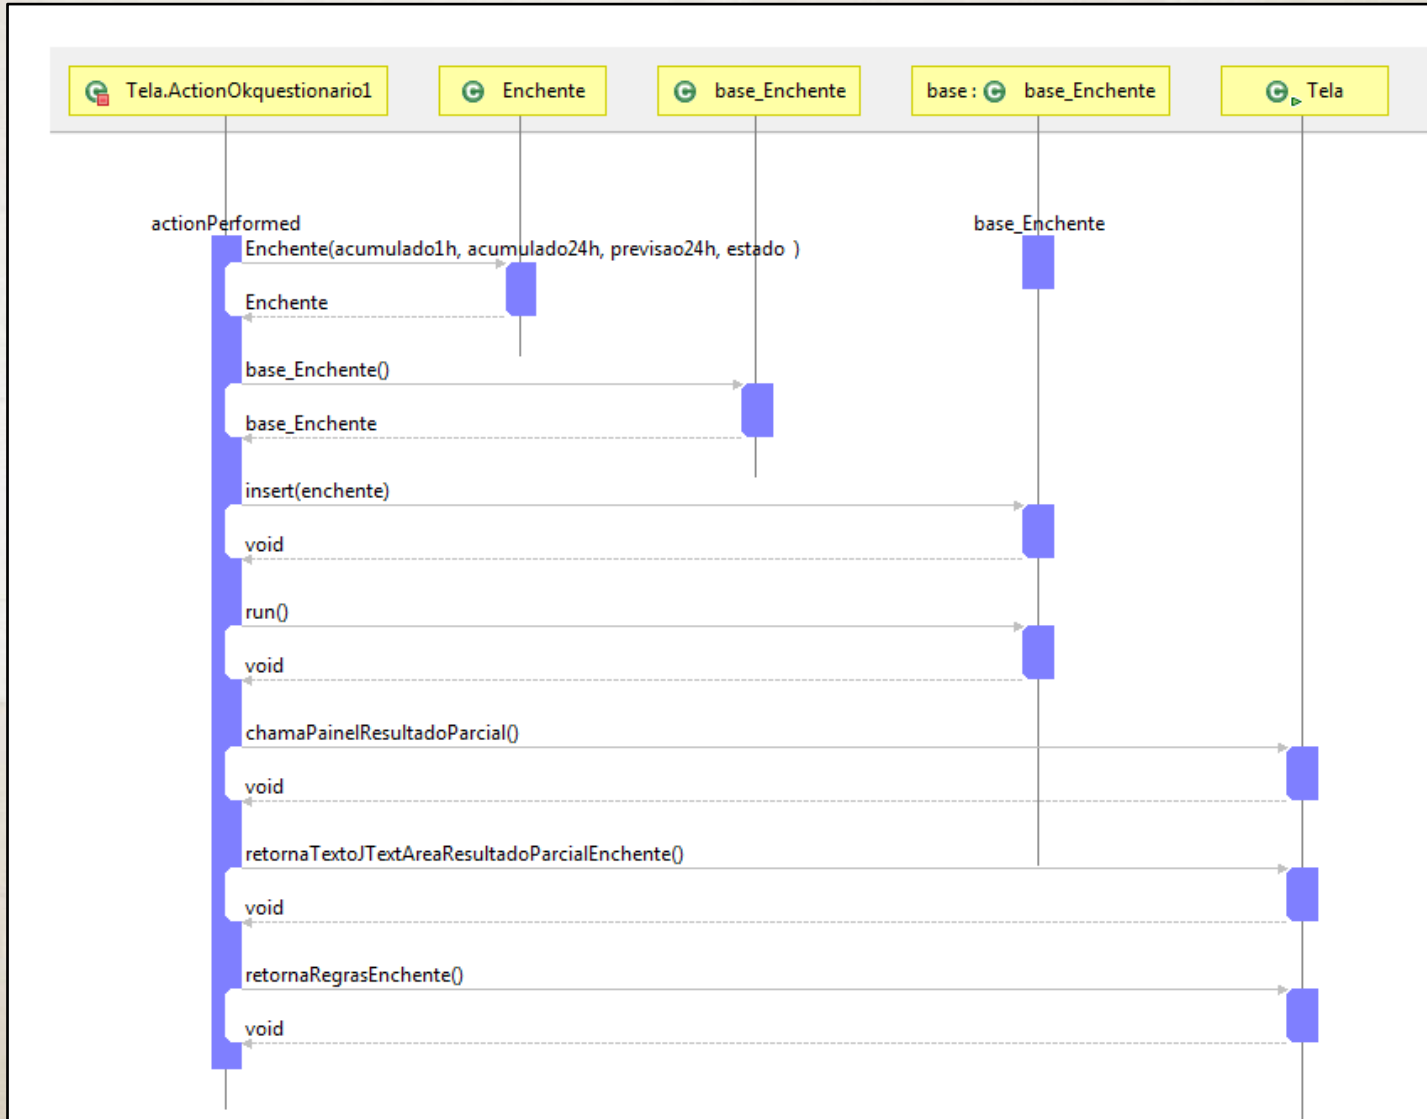 Tela.ActionOkquestionario1
Enchente
base_Enchente
base : base_Enchente
Tela
actionPerformed
base_Enchente
Enchente(acumulado1h, acumulado24h, previsao24h, estado )
Enchente
base_Enchente()
base_Enchente
insert(enchente)
void
run()
void
chamaPainelResultadoParcial()
void
retornaTextoJTextAreaResultadoParcialEnchente()
void
retornaRegrasEnchente()
void